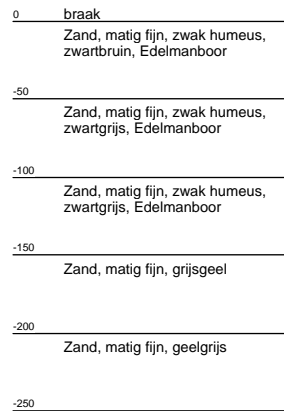 0 braak
Zand, matig fijn, zwak humeus,
zwartbruin, Edelmanboor
-50
Zand, matig fijn, zwak humeus,
zwartgrijs, Edelmanboor
-100
Zand, matig fijn, zwak humeus,
zwartgrijs, Edelmanboor
-150
Zand, matig fijn, grijsgeel
-200
Zand, matig fijn, geelgrijs
-250